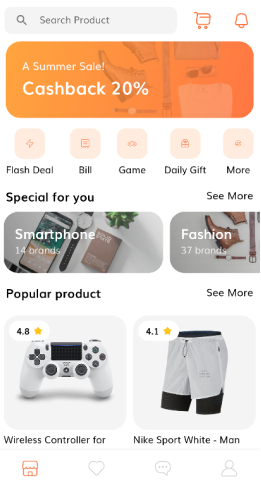 Search Product
A Summer Sale!
Cashback 20%
Flash Deal
Bill
Game
Daily Gift
More
Special for you
See More
Smartphone
14 brands
Fashion
37 brands
Popular product
See More
4.8
4.1
Wireless Controller for
Nike Sport White - Man